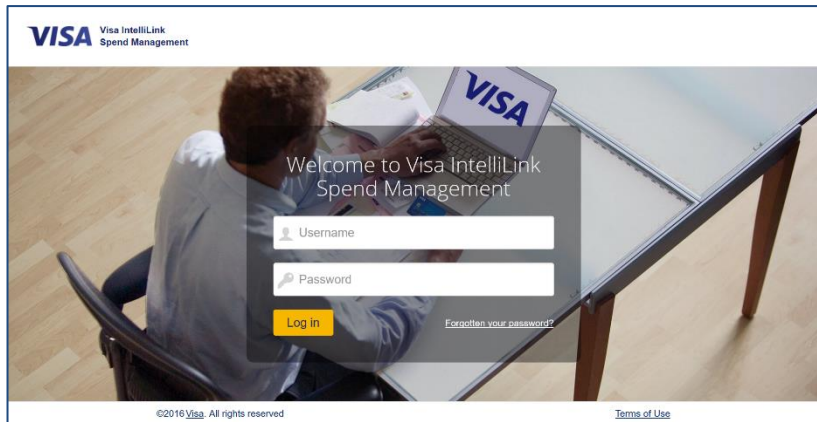 VISA
Visa IntelliLink
Spend Management
VISA
Welcome to Visa IntelliLink
Spend Management
Username
Password
Log in
Forgotten your password?
©2016 Visa. All rights reserved
Terms of Use